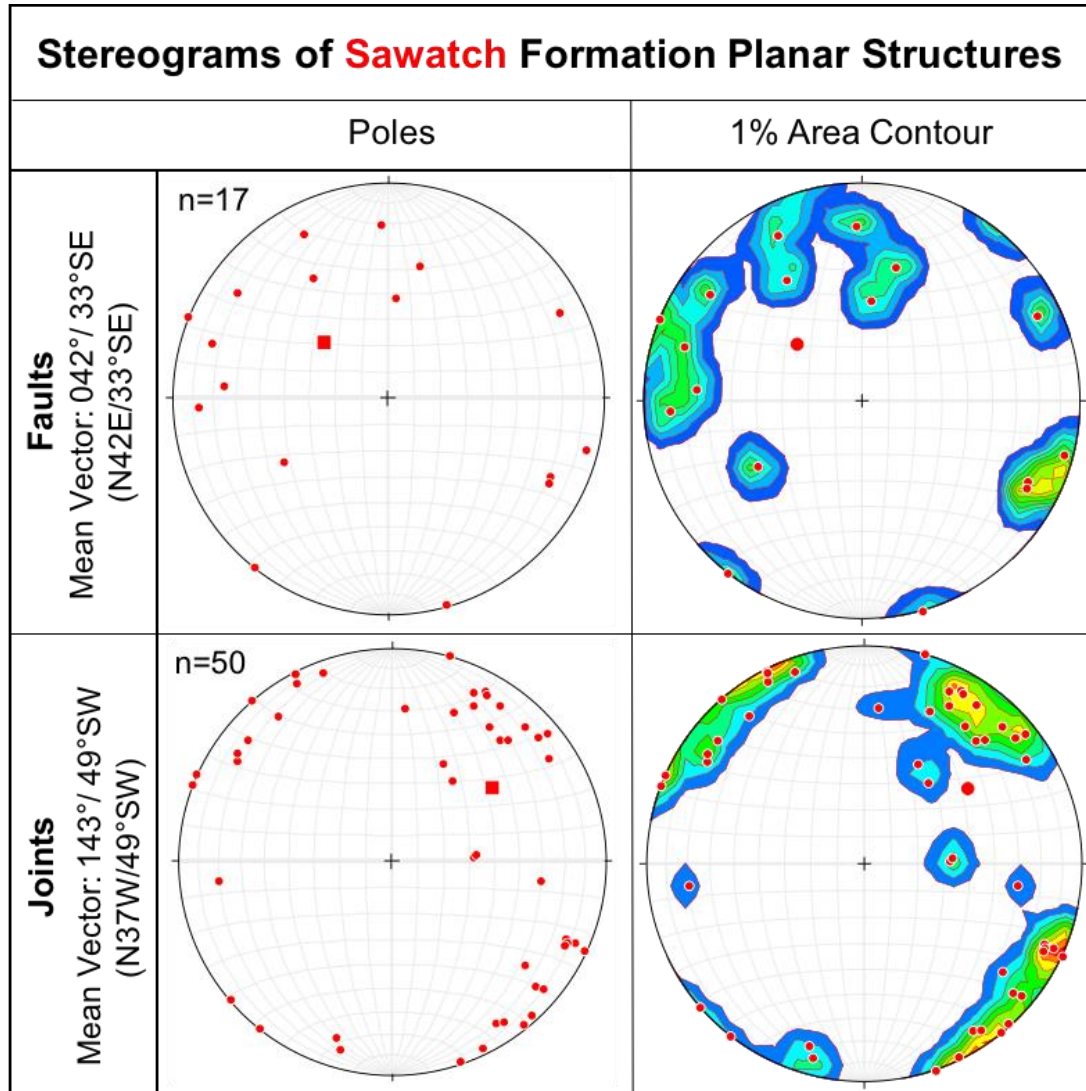 Stereograms of Sawatch Formation Planar Structures
Poles
1% Area Contour
Faults
Mean Vector: 042°/ 33°SE
(N42E/33°SE)
n=17
Joints
Mean Vector: 143°/ 49°SW
(N37W/49°SW)
n=50